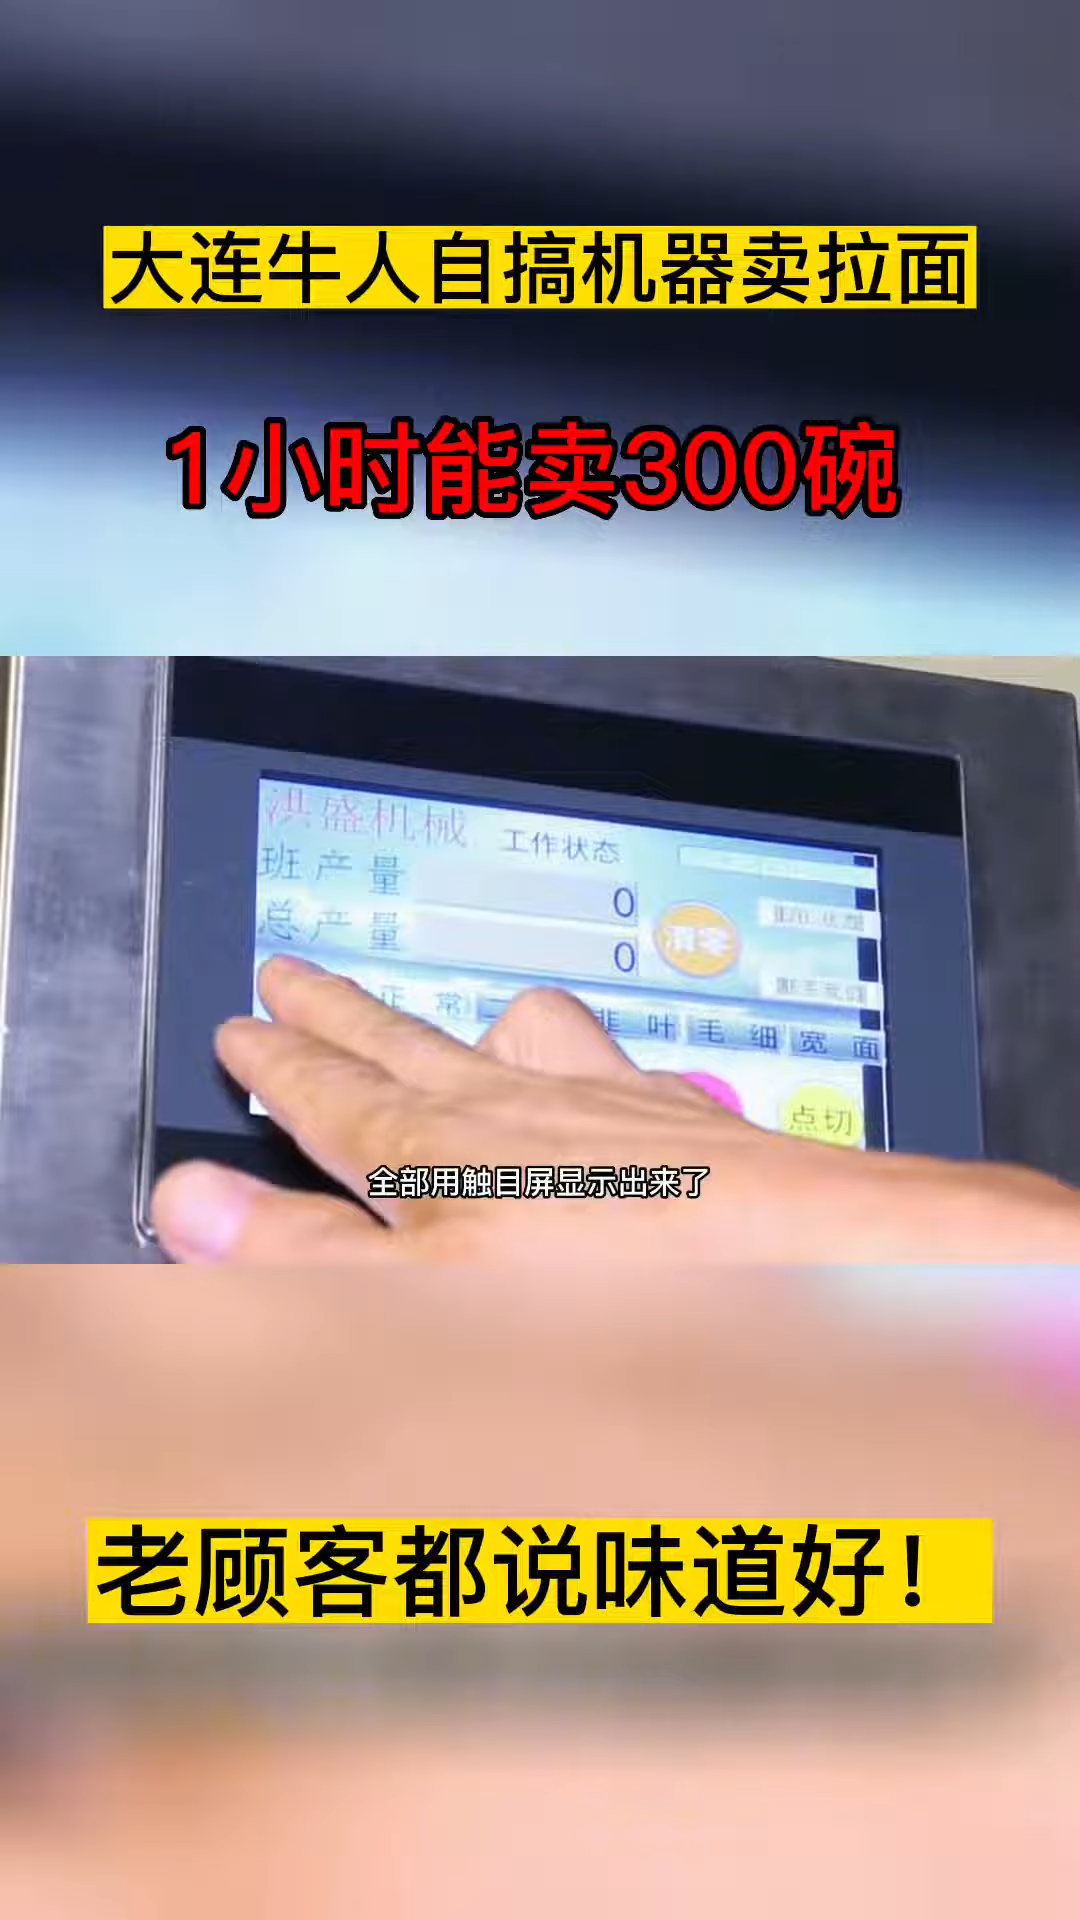 大连牛人自搞机器卖拉面
1小时能卖300碗
洪盛机械
工作状态
班产量
0
总产量
0
清零
正常
韭叶 毛细 宽面
点切
全部用触目屏显示出来了
老顾客都说味道好！